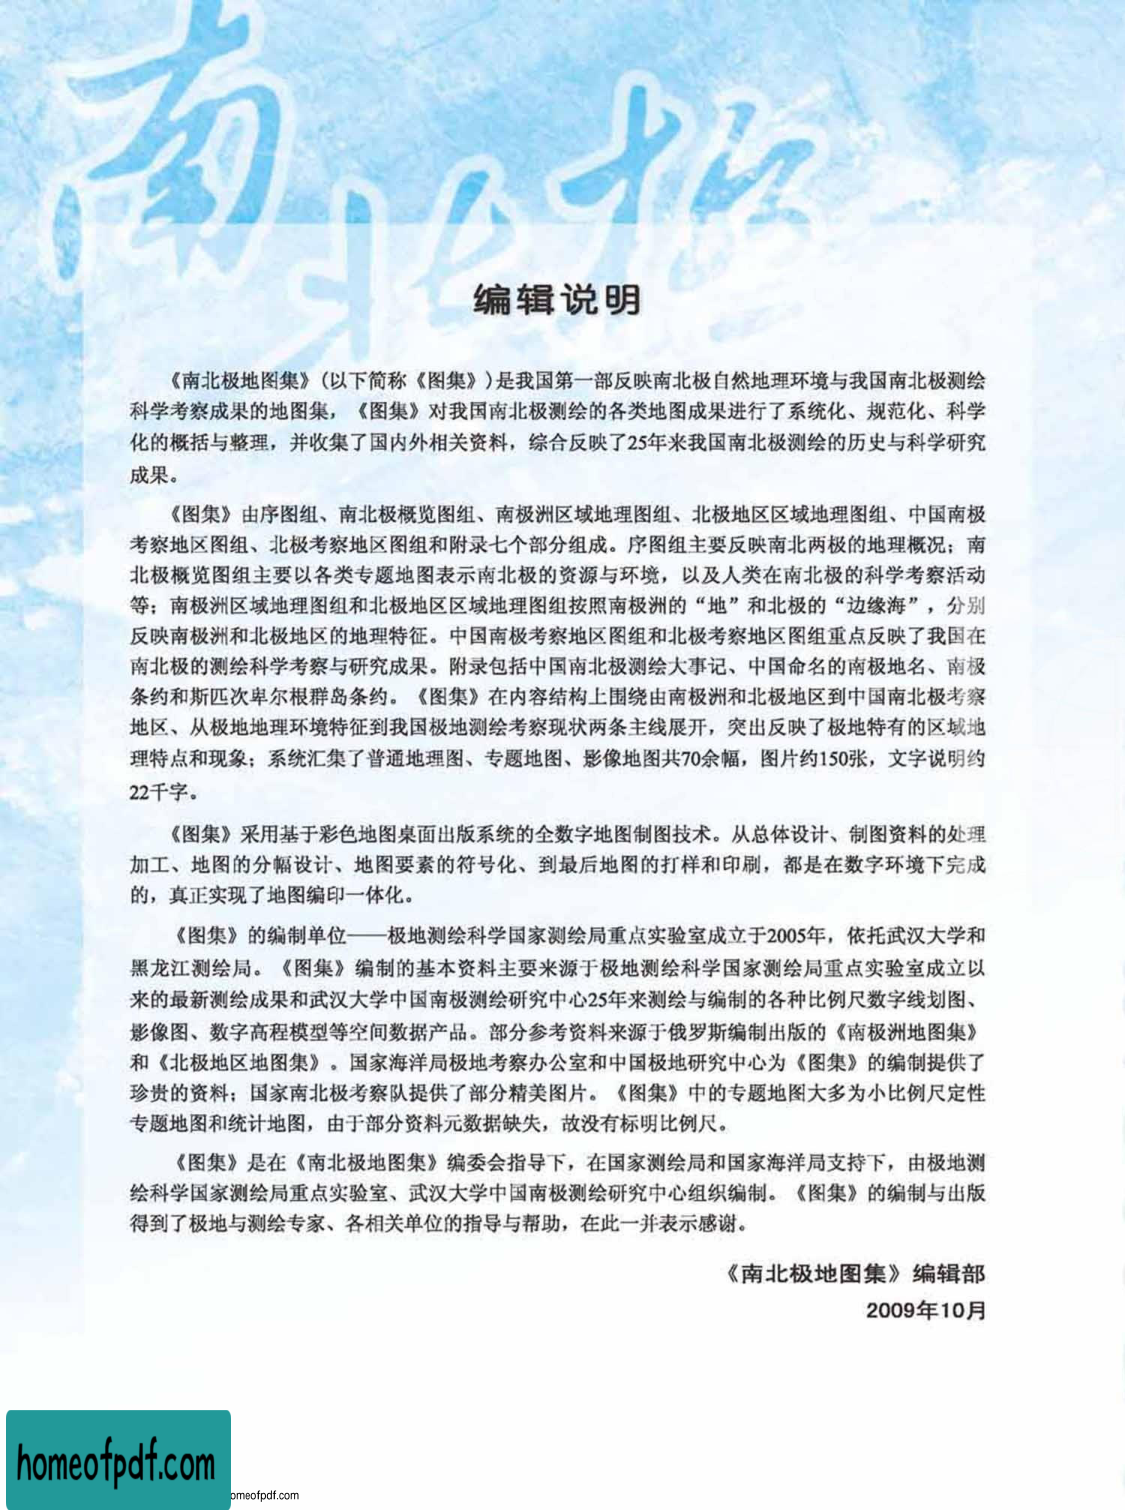 南北极
编辑说明
《南北极地图集》(以下简称《图集》)是我国第一部反映南北极自然地理环境与我国南北极测绘
科学考察成果的地图集，《图集》对我国南北极测绘的各类地图成果进行了系统化、规范化、科学
化的概括与整理，并收集了国内外相关资料，综合反映了25年来我国南北极测绘的历史与科学研究
成果。
《图集》由序图组、南北极概览图组、南极洲区域地理图组、北极地区区域地理图组、中国南极
考察地区图组、北极考察地区图组和附录七个部分组成。序图组主要反映南北两极的地理概况；南
北极概览图组主要以各类专题地图表示南北极的资源与环境，以及人类在南北极的科学考察活动
等；南极洲区域地理图组和北极地区区域地理图组按照南极洲的“地”和北极的“边缘海”，分别
反映南极洲和北极地区的地理特征。中国南极考察地区图组和北极考察地区图组重点反映了我国在
南北极的测绘科学考察与研究成果。附录包括中国南北极测绘大事记、中国命名的南极地名、南极
条约和斯匹次卑尔根群岛条约。《图集》在内容结构上围绕由南极洲和北极地区到中国南北极考察
地区、从极地地理环境特征到我国极地测绘考察现状两条主线展开，突出反映了极地特有的区域地
理特点和现象；系统汇集了普通地理图、专题地图、影像地图共70余幅，图片约150张，文字说明约
22千字。
《图集》采用基于彩色地图桌面出版系统的全数字地图制图技术。从总体设计、制图资料的处理
加工、地图的分幅设计、地图要素的符号化、到最后地图的打样和印刷，都是在数字环境下完成
的，真正实现了地图编印一体化。
《图集》的编制单位——极地测绘科学国家测绘局重点实验室成立于2005年，依托武汉大学和
黑龙江测绘局。《图集》编制的基本资料主要来源于极地测绘科学国家测绘局重点实验室成立以
来的最新测绘成果和武汉大学中国南极测绘研究中心25年来测绘与编制的各种比例尺数字线划图、
影像图、数字高程模型等空间数据产品。部分参考资料来源于俄罗斯编制出版的《南极洲地图集》
和《北极地区地图集》。国家海洋局极地考察办公室和中国极地研究中心为《图集》的编制提供了
珍贵的资料；国家南北极考察队提供了部分精美图片。《图集》中的专题地图大多为小比例尺定性
专题地图和统计地图，由于部分资料元数据缺失，故没有标明比例尺。
《图集》是在《南北极地图集》编委会指导下，在国家测绘局和国家海洋局支持下，由极地测
绘科学国家测绘局重点实验室、武汉大学中国南极测绘研究中心组织编制。《图集》的编制与出版
得到了极地与测绘专家、各相关单位的指导与帮助，在此一并表示感谢。
《南北极地图集》编辑部
2009年10月
homeofpdf.com
omeofpdf.com